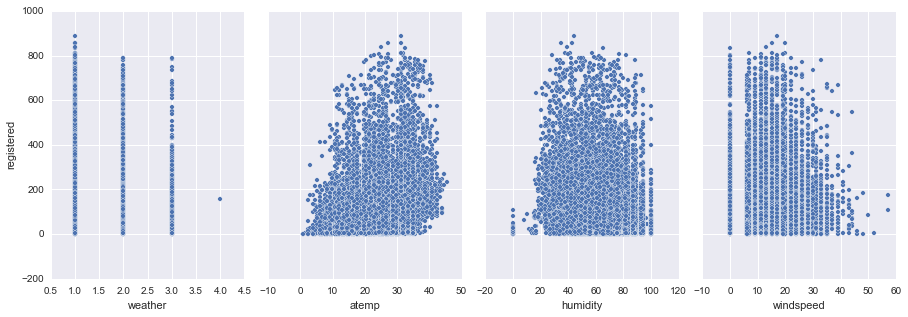 1000
800
600
400
200
0
−200
registered
0.5 1.0 1.5 2.0 2.5 3.0 3.5 4.0 4.5
weather
−10 0 10 20 30 40 50
atemp
−20 0 20 40 60 80 100 120
humidity
−10 0 10 20 30 40 50 60
windspeed